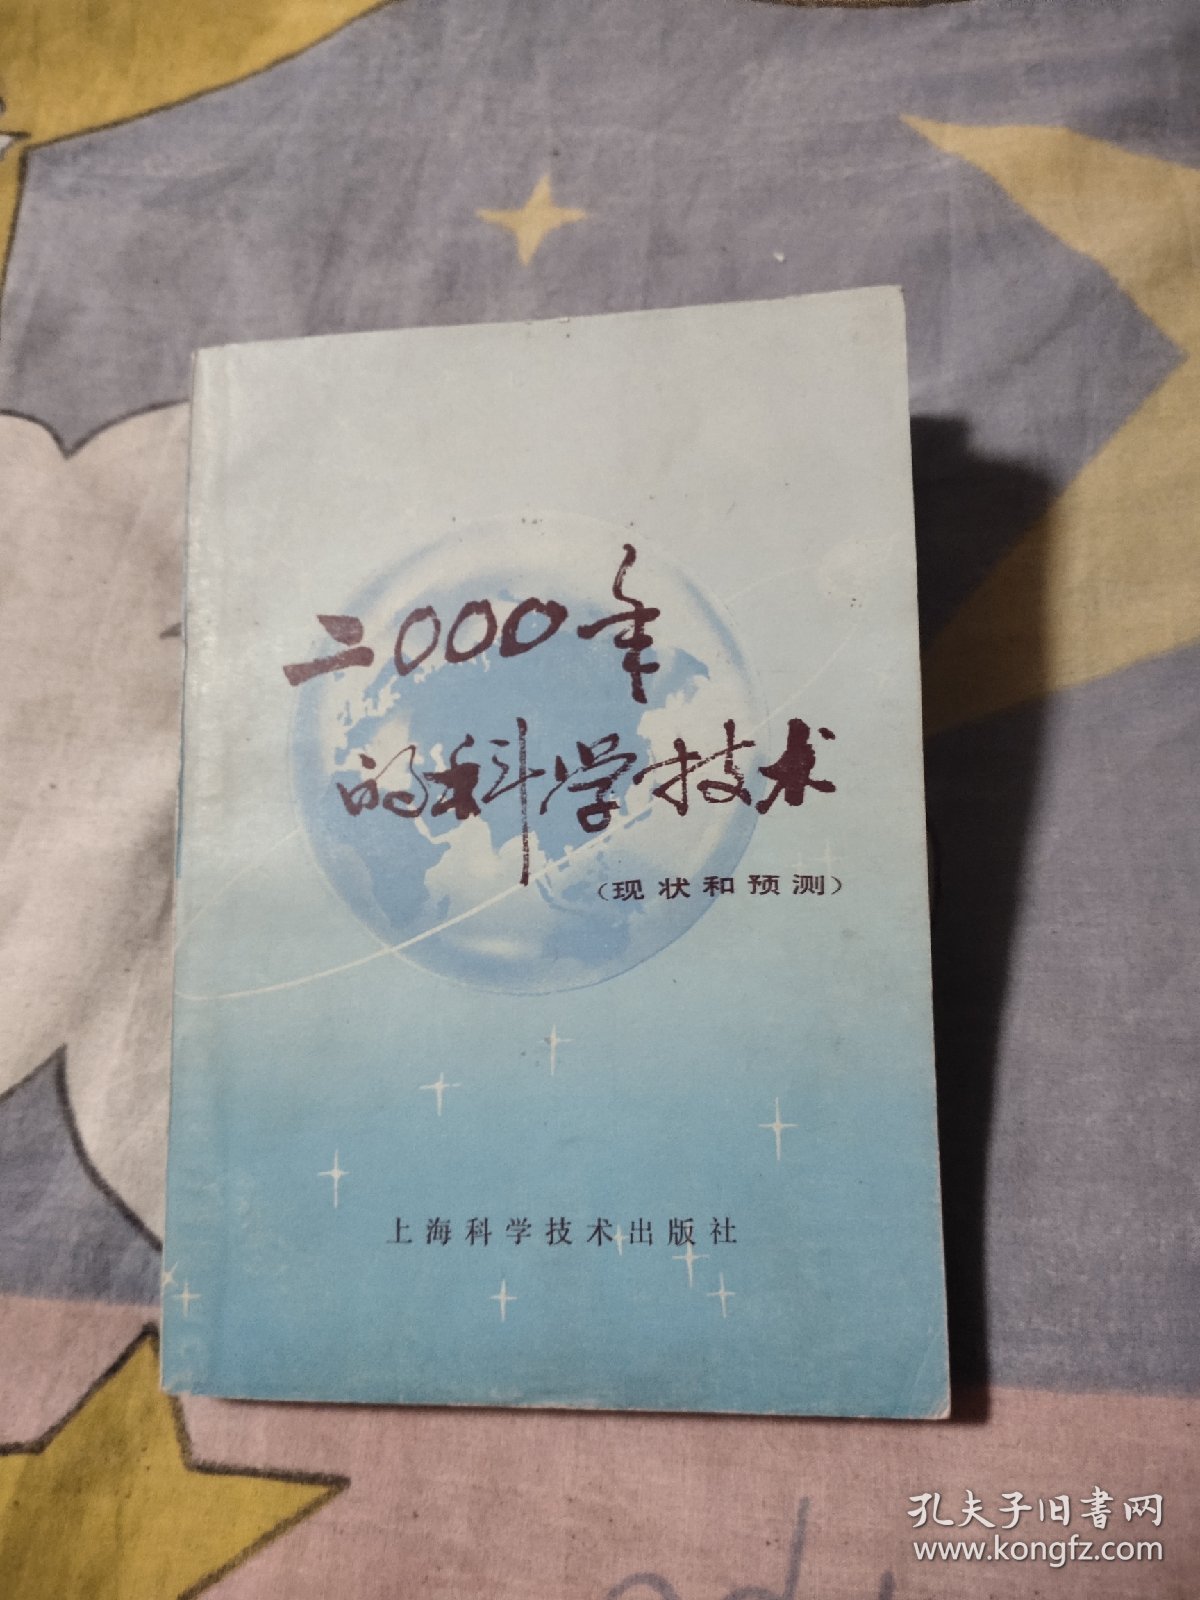 二000年
的科学技术
（现状和预测）
上海科学技术出版社
孔夫子旧书网
www.kongfz.com